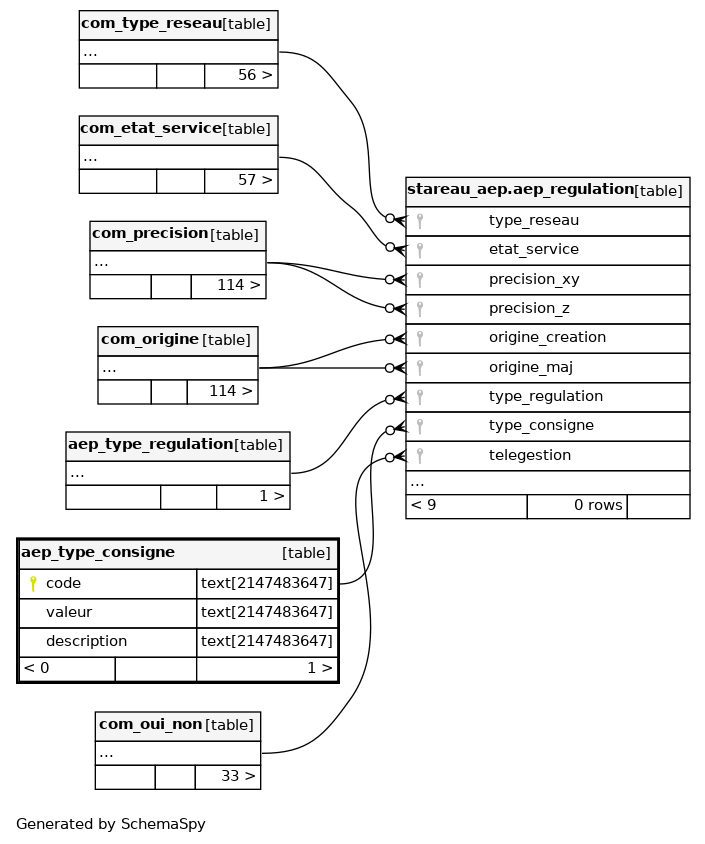 com_type_reseau [table]
...
56 >
com_etat_service [table]
...
57 >
com_precision [table]
...
114 >
com_origine [table]
...
114 >
aep_type_regulation [table]
...
1 >
aep_type_consigne [table]
code text[2147483647]
valeur text[2147483647]
description text[2147483647]
< 0 1 >
com_oui_non [table]
...
33 >
stareau_aep.aep_regulation [table]
type_reseau
etat_service
precision_xy
precision_z
origine_creation
origine_maj
type_regulation
type_consigne
telegestion
...
< 9 0 rows
Generated by SchemaSpy